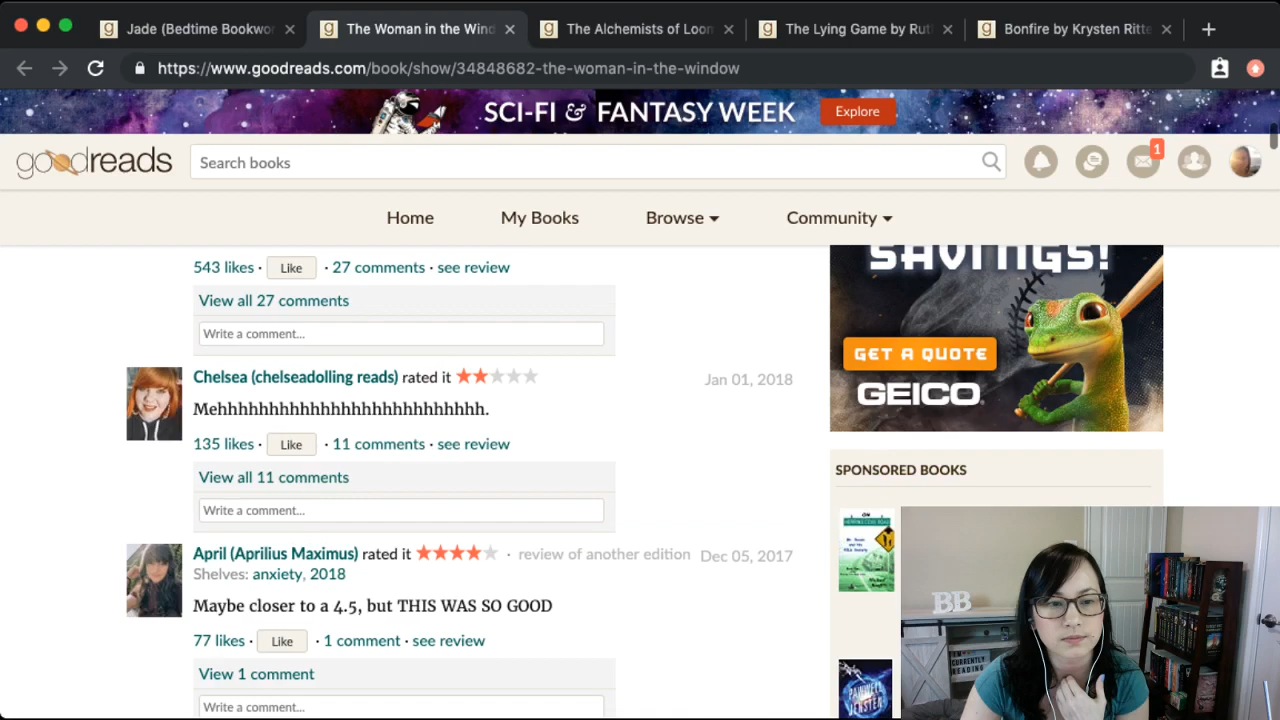 Jade (Bedtime Bookwor
The Woman in the Wind
The Alchemists of Loom
The Lying Game by Rut
Bonfire by Krysten Ritte
https://www.goodreads.com/book/show/34848682-the-woman-in-the-window
SCI-FI & FANTASY WEEK
Explore
goodreads
Search books
1
Home
My Books
Browse
Community
543 likes · Like · 27 comments · see review
View all 27 comments
Write a comment...
Chelsea (chelseadolling reads) rated it
Jan 01, 2018
Mehhhhhhhhhhhhhhhhhhhhhhhhhhh.
135 likes · Like · 11 comments · see review
View all 11 comments
Write a comment...
April (Aprilius Maximus) rated it · review of another edition
Dec 05, 2017
Shelves: anxiety, 2018
Maybe closer to a 4.5, but THIS WAS SO GOOD
77 likes · Like · 1 comment · see review
View 1 comment
Write a comment...
SAVINGS!
GET A QUOTE
GEICO
SPONSORED BOOKS
BB
CURRENTLY
READING